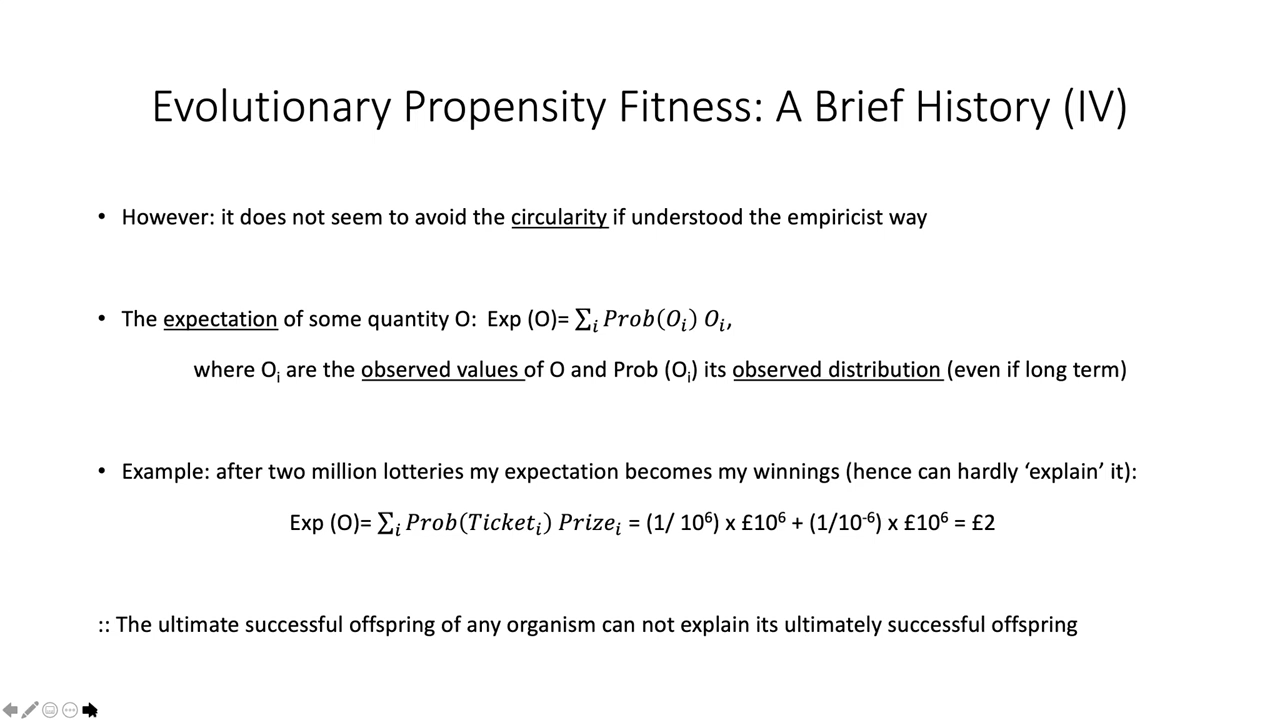 Evolutionary Propensity Fitness: A Brief History (IV)
• However: it does not seem to avoid the circularity if understood the empiricist way
• The expectation of some quantity O: Exp (O)= ∑ᵢ Prob(Oᵢ) Oᵢ,
where Oᵢ are the observed values of O and Prob (Oᵢ) its observed distribution (even if long term)
• Example: after two million lotteries my expectation becomes my winnings (hence can hardly ‘explain’ it):
Exp (O)= ∑ᵢ Prob(Ticketᵢ) Prizeᵢ = (1/ 10⁶) x £10⁶ + (1/10⁻⁶) x £10⁶ = £2
:: The ultimate successful offspring of any organism can not explain its ultimately successful offspring